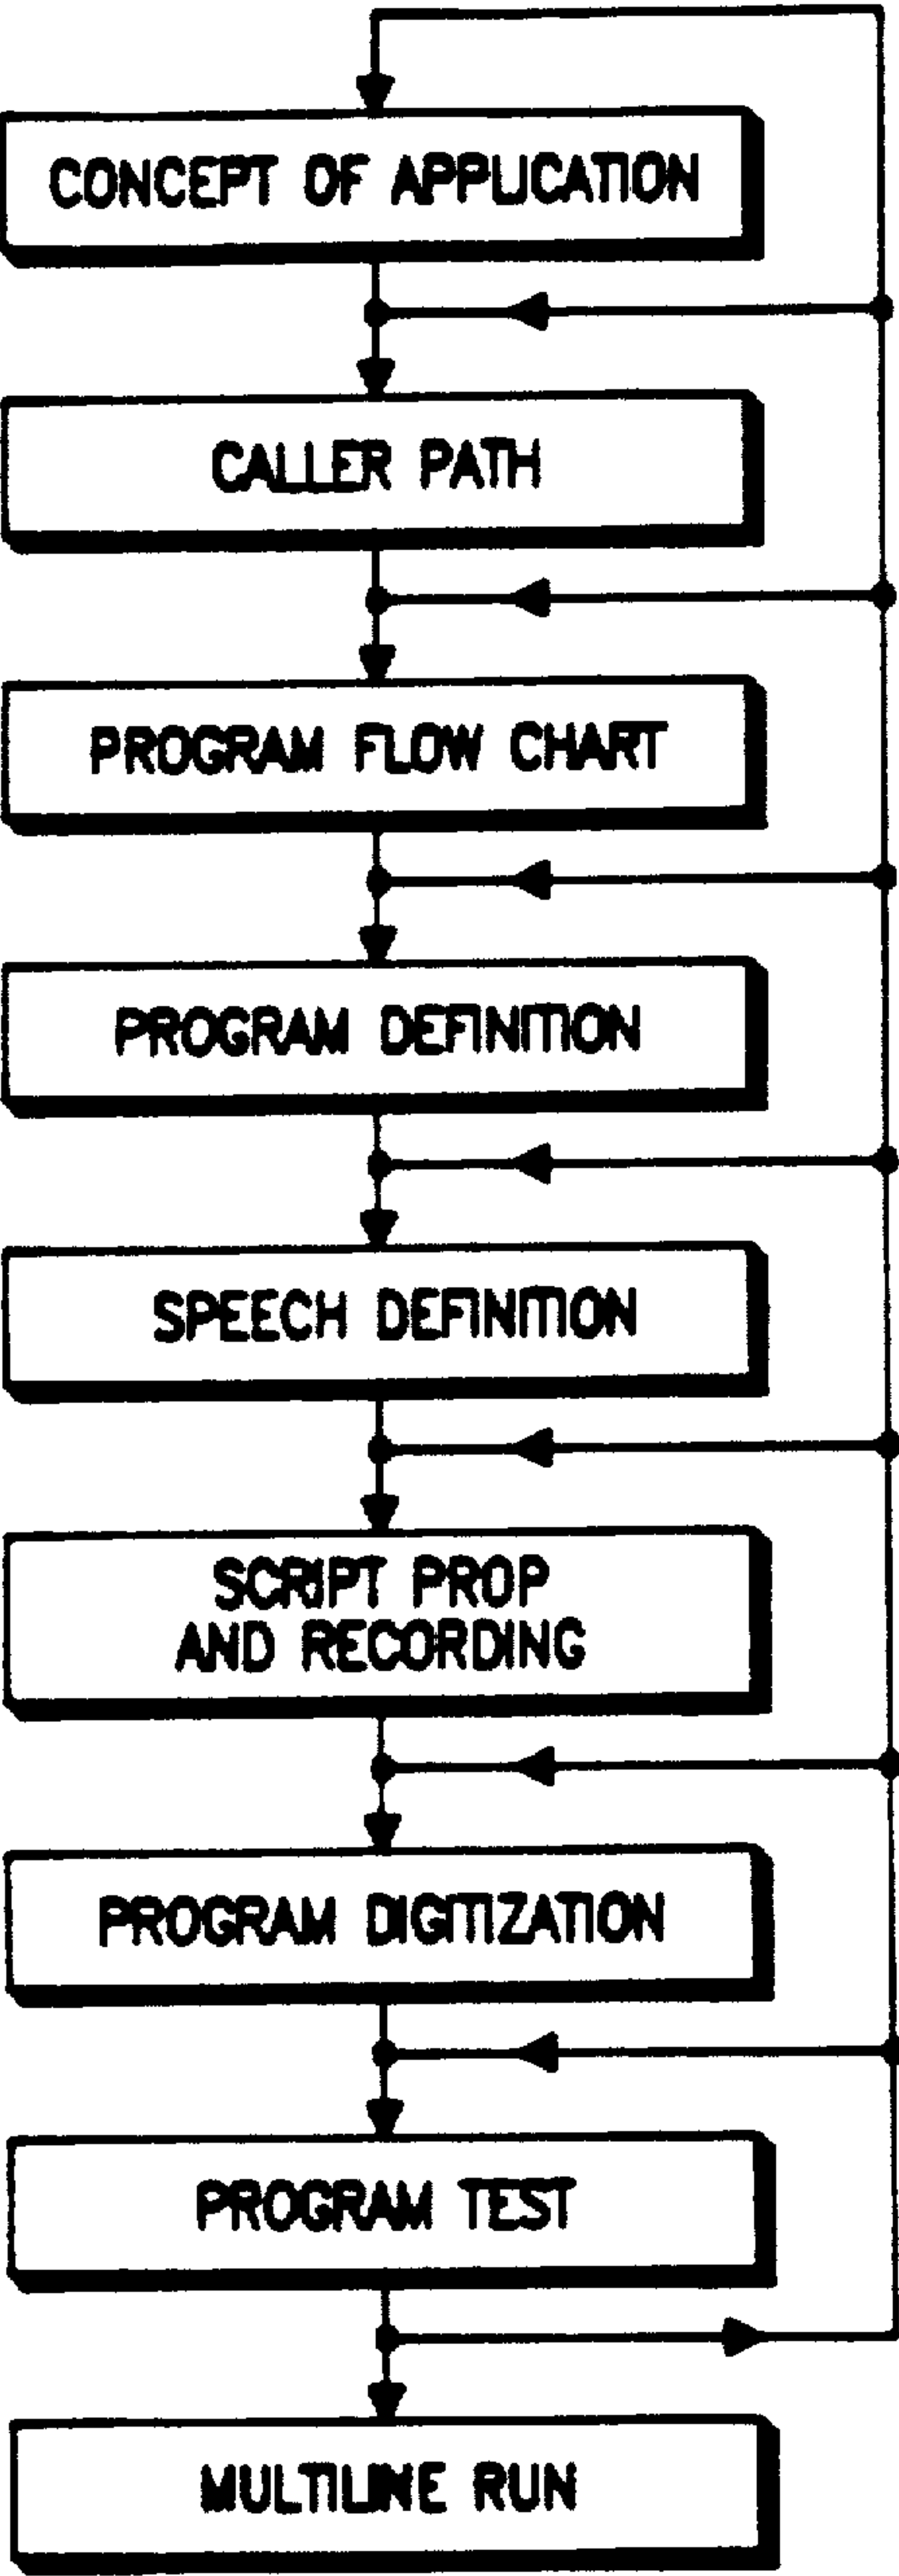 CONCEPT OF APPLICATION
CALLER PATH
PROGRAM FLOW CHART
PROGRAM DEFINITION
SPEECH DEFINITION
SCRIPT PROP
AND RECORDING
PROGRAM DIGITIZATION
PROGRAM TEST
MULTILINE RUN